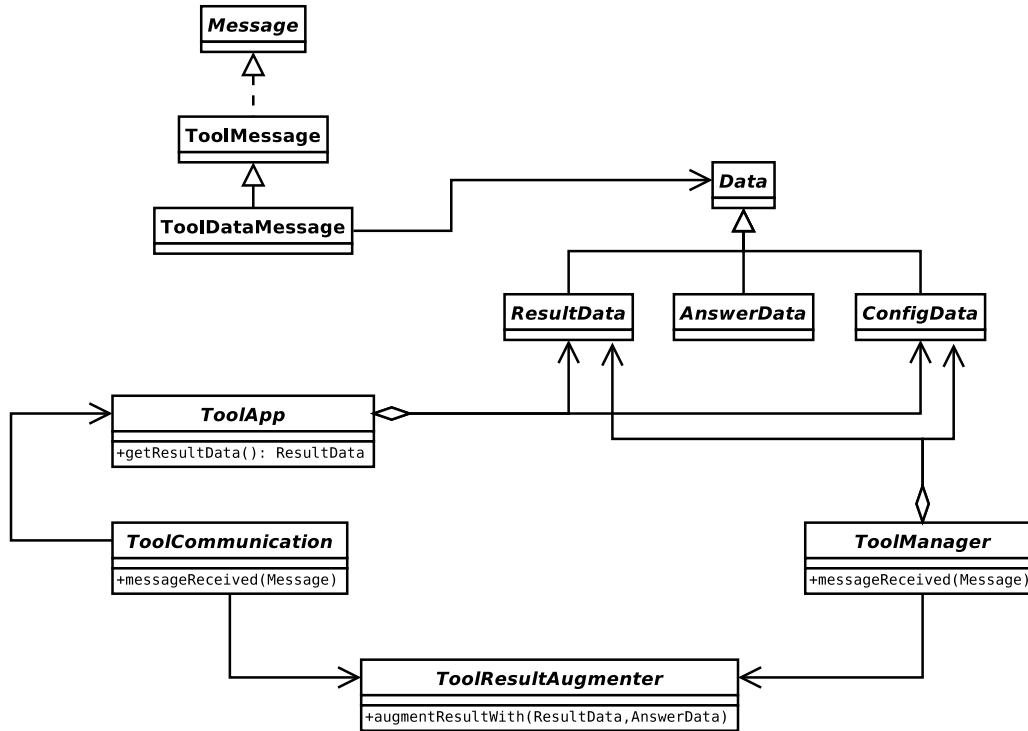 Message
ToolMessage
ToolDataMessage
Data
ResultData
AnswerData
ConfigData
ToolApp
+getResultData(): ResultData
ToolCommunication
+messageReceived(Message)
ToolManager
+messageReceived(Message)
ToolResultAugmenter
+augmentResultWith(ResultData,AnswerData)